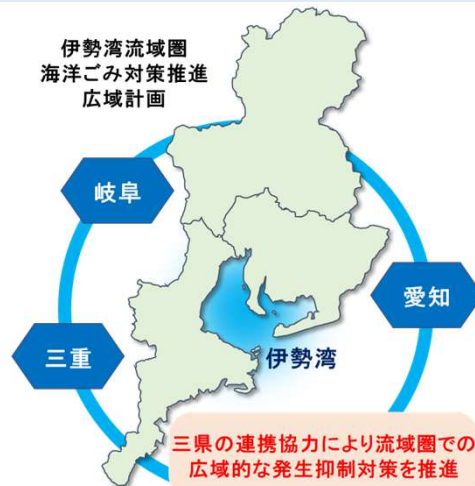 伊勢湾流域圏
海洋ごみ対策推進
広域計画
岐阜
愛知
三重
伊勢湾
三県の連携協力により流域圏での
広域的な発生抑制対策を推進